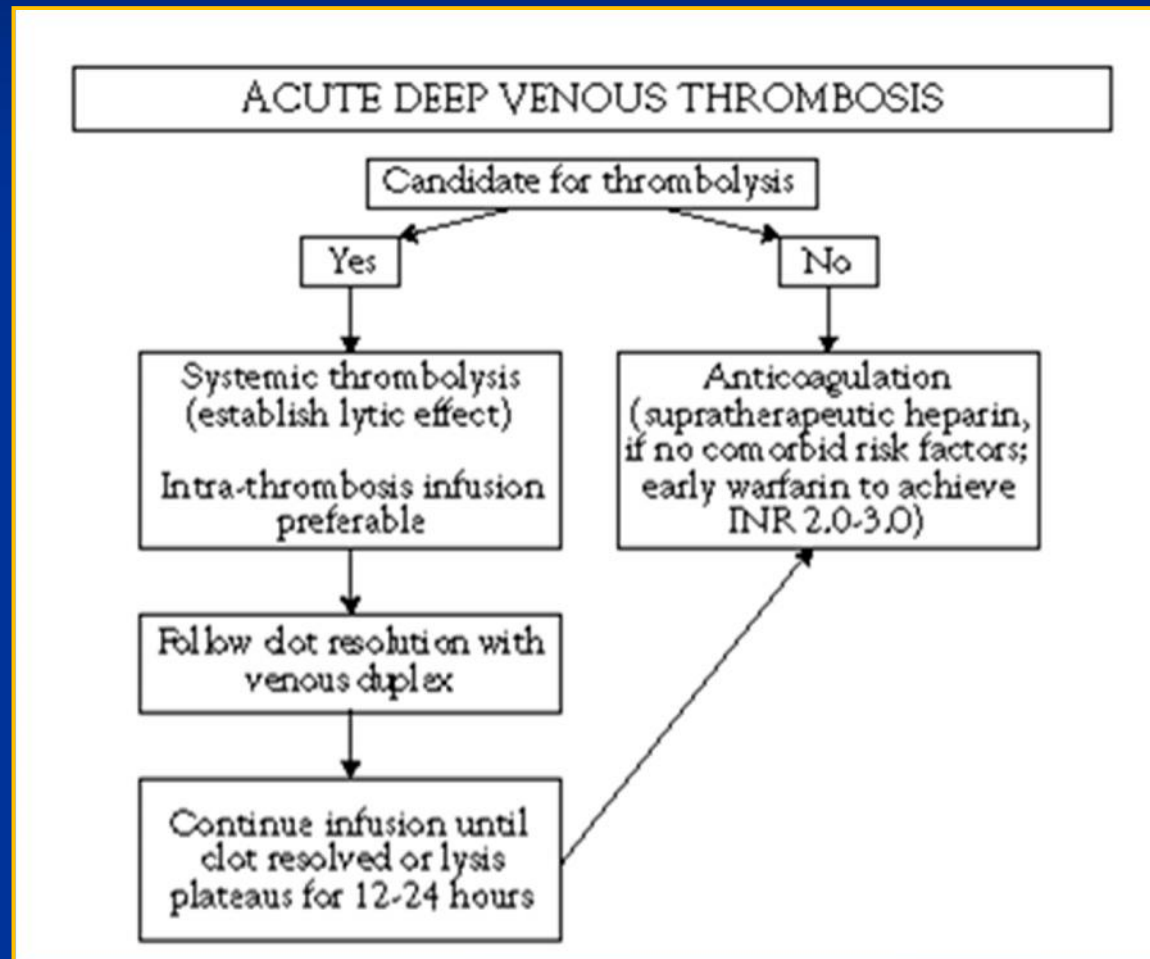 ACUTE DEEP VENOUS THROMBOSIS
Candidate for thrombolysis
Yes
No
Systemic thrombolysis
(establish lytic effect)
Intra-thrombosis infusion
preferable
Anticoagulation
(supratherapeutic heparin,
if no comorbid risk factors;
early warfarin to achieve
INR 2.0-3.0)
Follow clot resolution with
venous duplex
Continue infusion until
clot resolved or lysis
plateaus for 12-24 hours